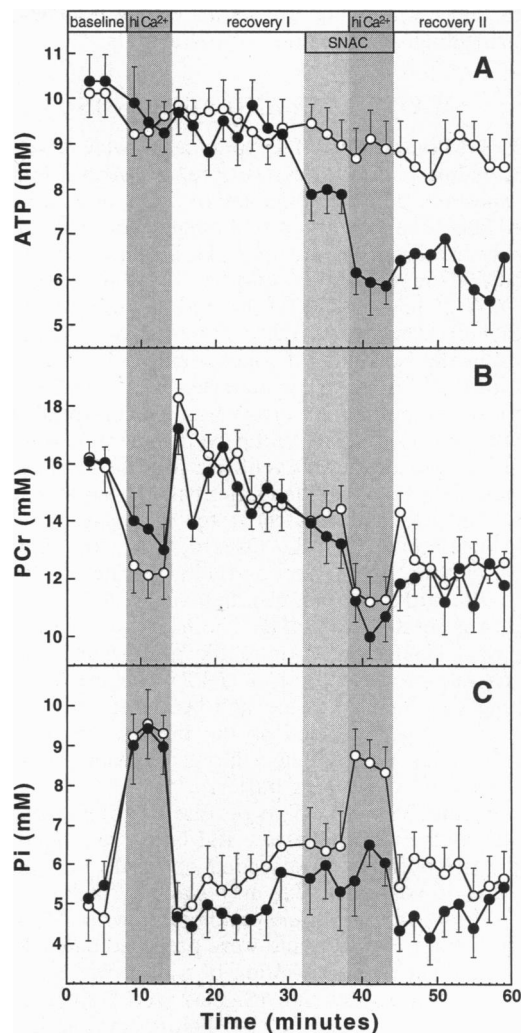 baseline hi Ca2+ recovery I hi Ca2+ recovery II
SNAC
A
11
10
9
8
7
6
5
ATP (mM)
B
18
16
14
12
10
PCr (mM)
C
10
9
8
7
6
5
4
3
Pi (mM)
0 10 20 30 40 50 60
Time (minutes)